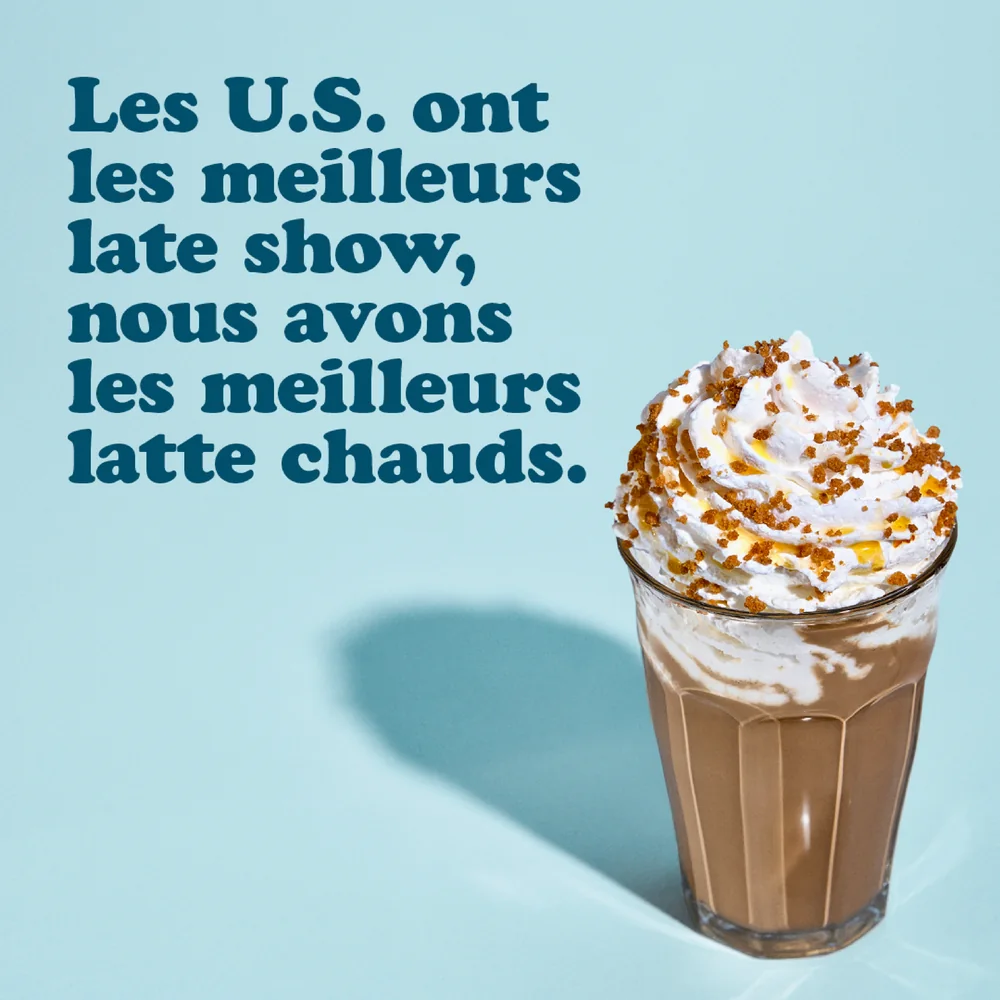 Les U.S. ont
les meilleurs
late show,
nous avons
les meilleurs
latte chauds.